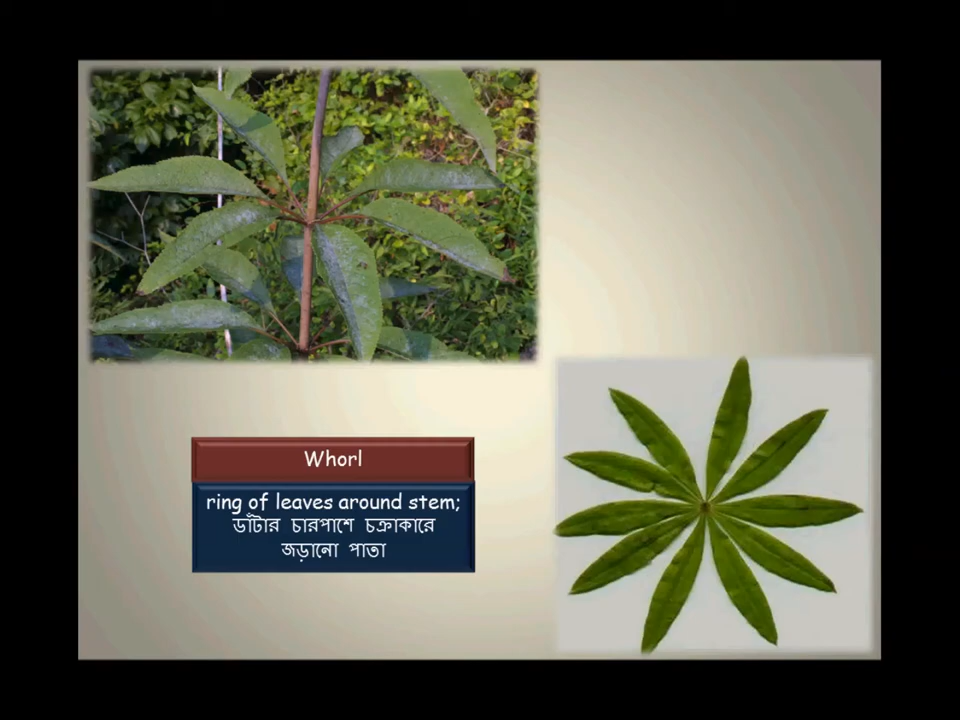 Whorl
ring of leaves around stem;
ডাঁটার চারপাশে চক্রাকারে
জড়ানো পাতা